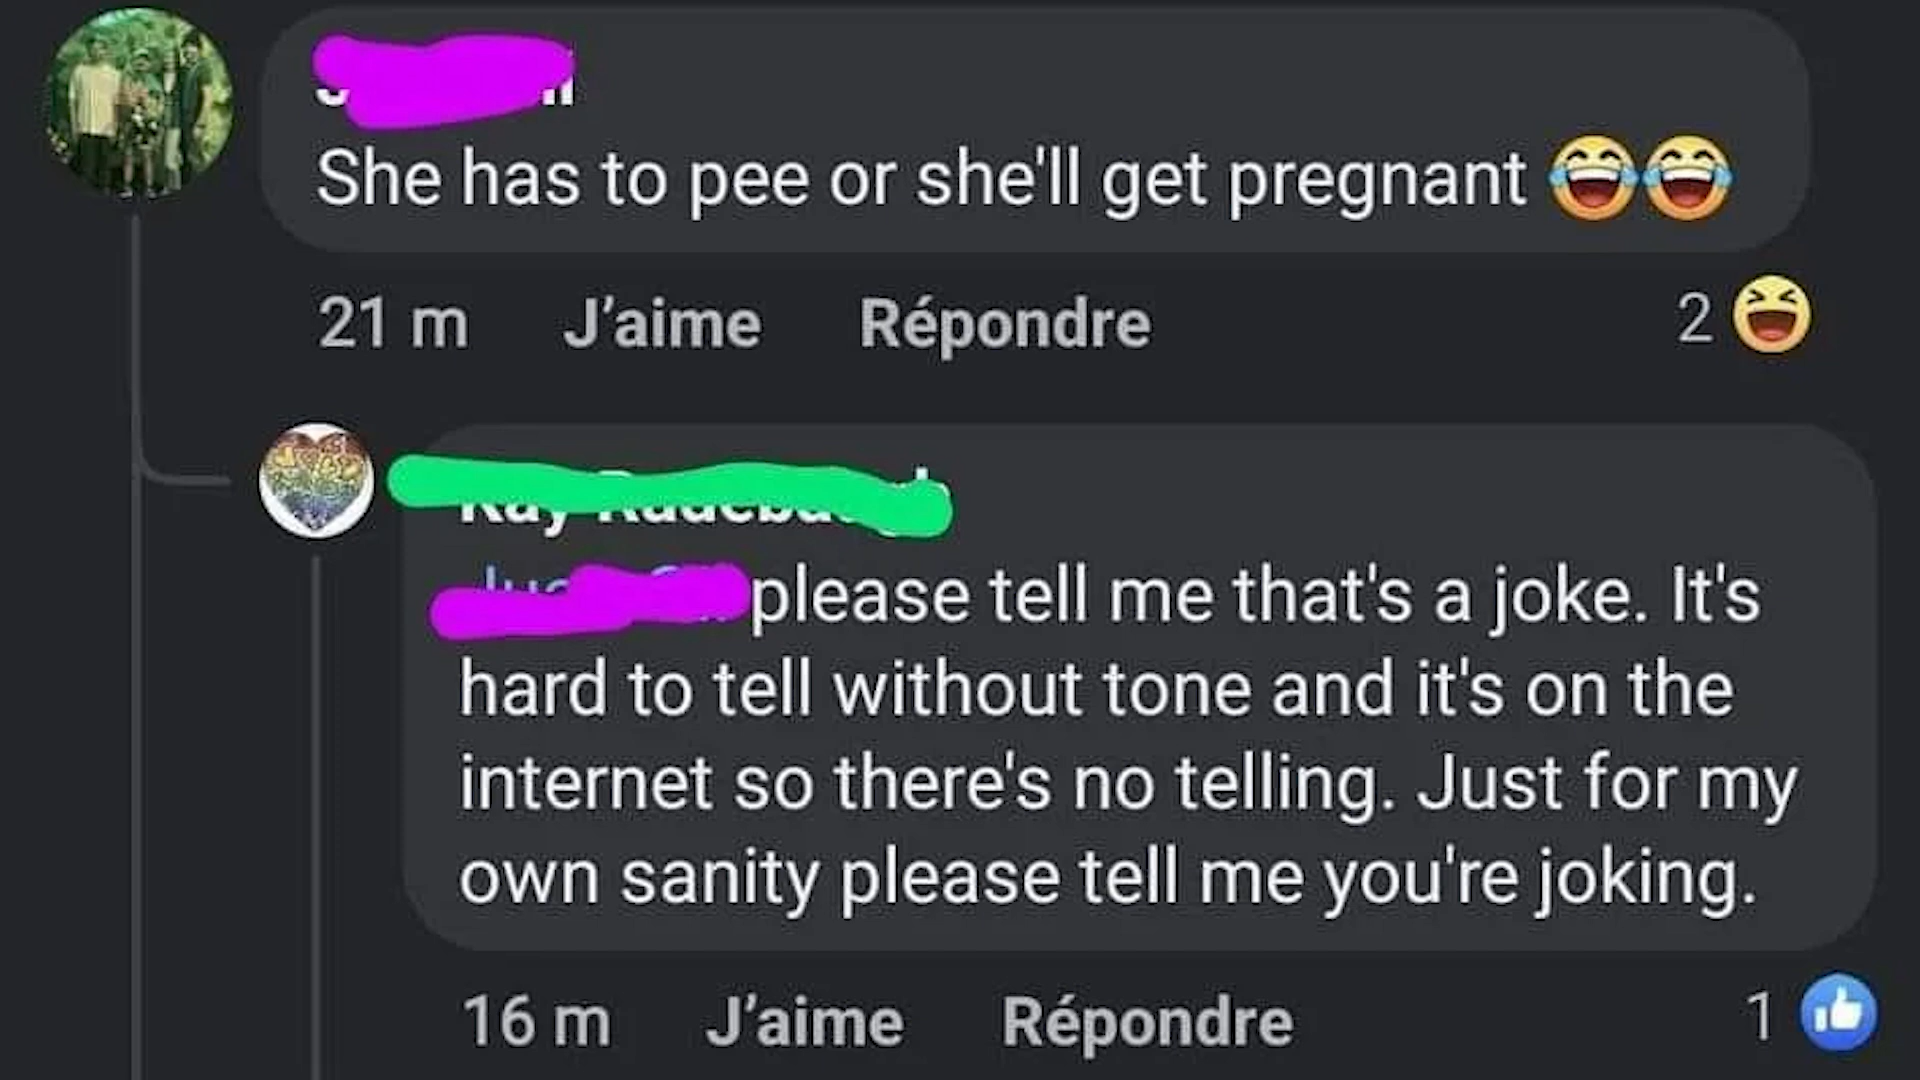 She has to pee or she'll get pregnant 😂😂
21 m J'aime Répondre 2
please tell me that's a joke. It's
hard to tell without tone and it's on the
internet so there's no telling. Just for my
own sanity please tell me you're joking.
16 m J'aime Répondre 1